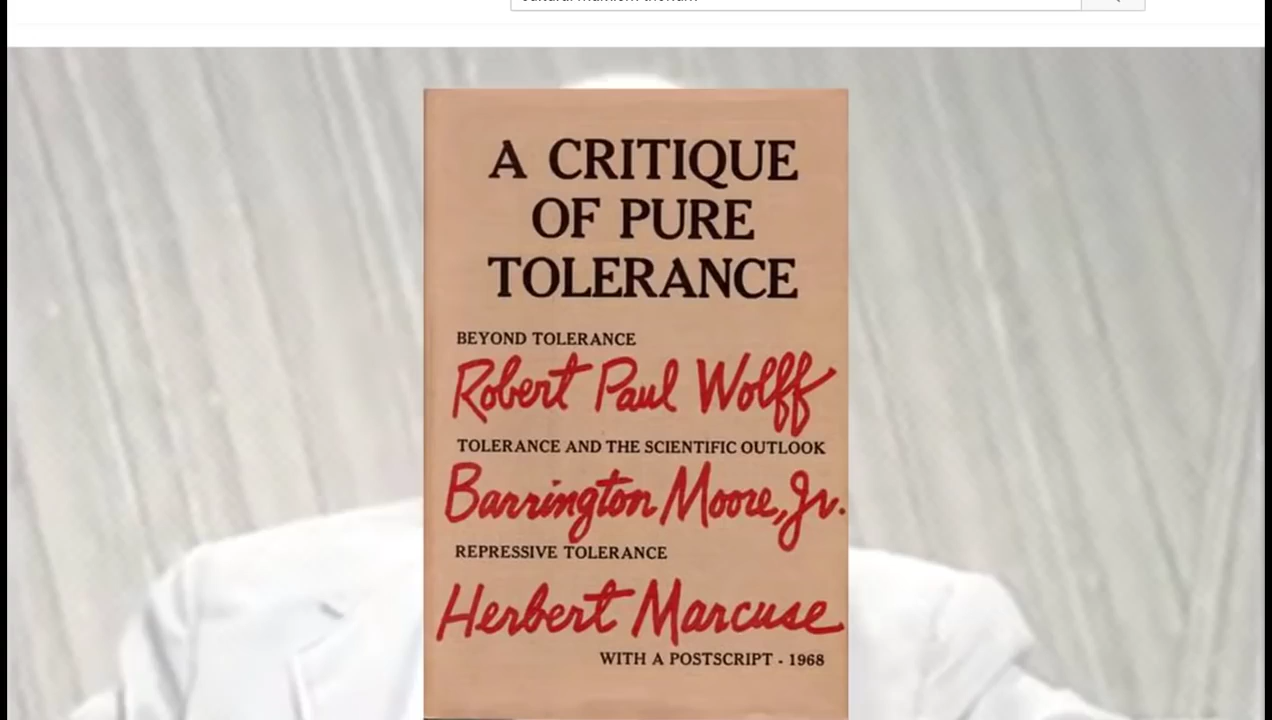 A CRITIQUE
OF PURE
TOLERANCE
BEYOND TOLERANCE
Robert Paul Wolff
TOLERANCE AND THE SCIENTIFIC OUTLOOK
Barrington Moore, Jr.
REPRESSIVE TOLERANCE
Herbert Marcuse
WITH A POSTSCRIPT - 1968